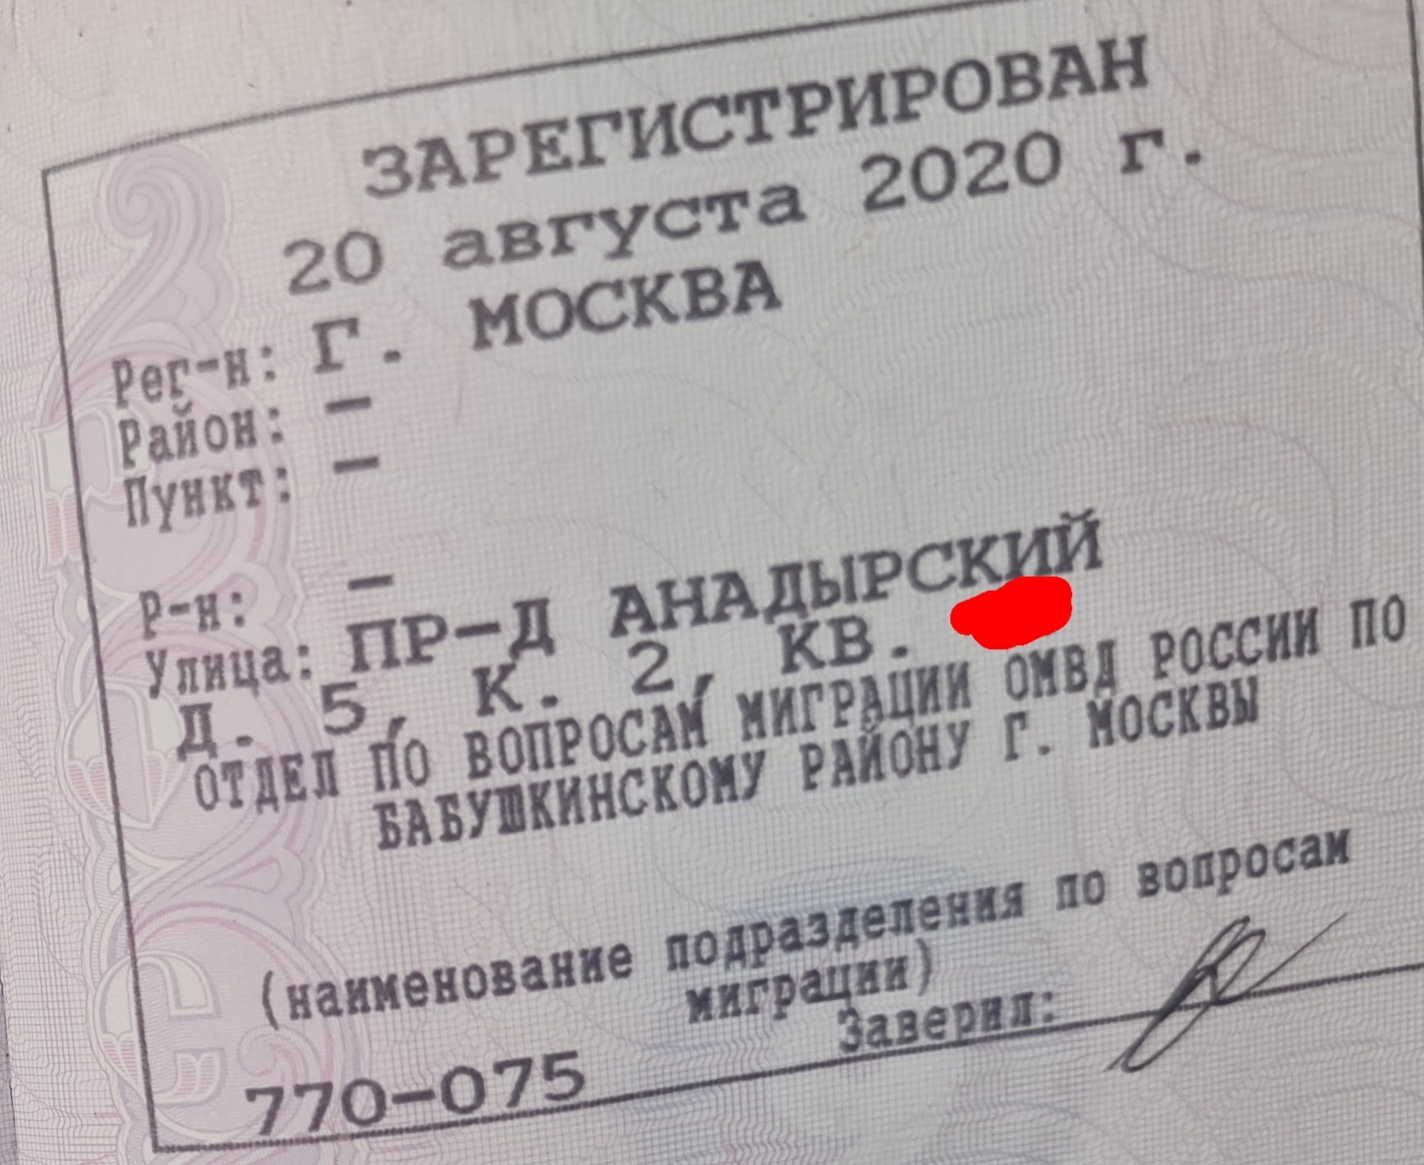 ЗАРЕГИСТРИРОВАН
20 августа 2020 г.
Рег-н: Г. МОСКВА
Район: –
Пункт: –
Р-н: –
Улица: ПР-Д АНАДЫРСКИЙ
Д. 5, К. 2, КВ.
ОТДЕЛ ПО ВОПРОСАМ МИГРАЦИИ ОМВД РОССИИ ПО
БАБУШКИНСКОМУ РАЙОНУ Г. МОСКВЫ
(наименование подразделения по вопросам
миграции)
Заверил:
770-075